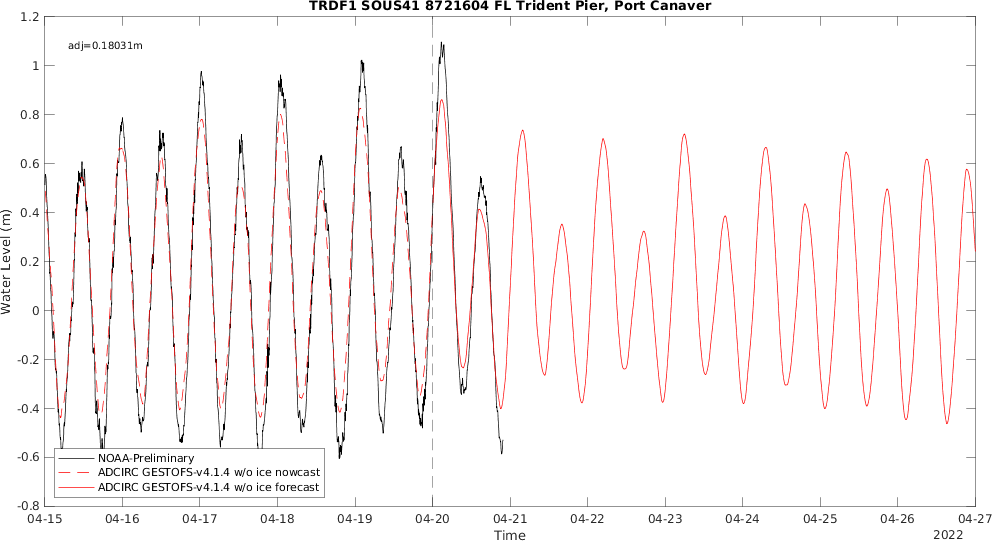 TRDF1 SOUS41 8721604 FL Trident Pier, Port Canaver
1.2
adj=0.18031m
1
0.8
0.6
0.4
0.2
0
-0.2
-0.4
-0.6
-0.8
Water Level (m)
NOAA-Preliminary
ADCIRC GESTOFS-v4.1.4 w/o ice nowcast
ADCIRC GESTOFS-v4.1.4 w/o ice forecast
04-15 04-16 04-17 04-18 04-19 04-20 04-21 04-22 04-23 04-24 04-25 04-26 04-27
Time
2022